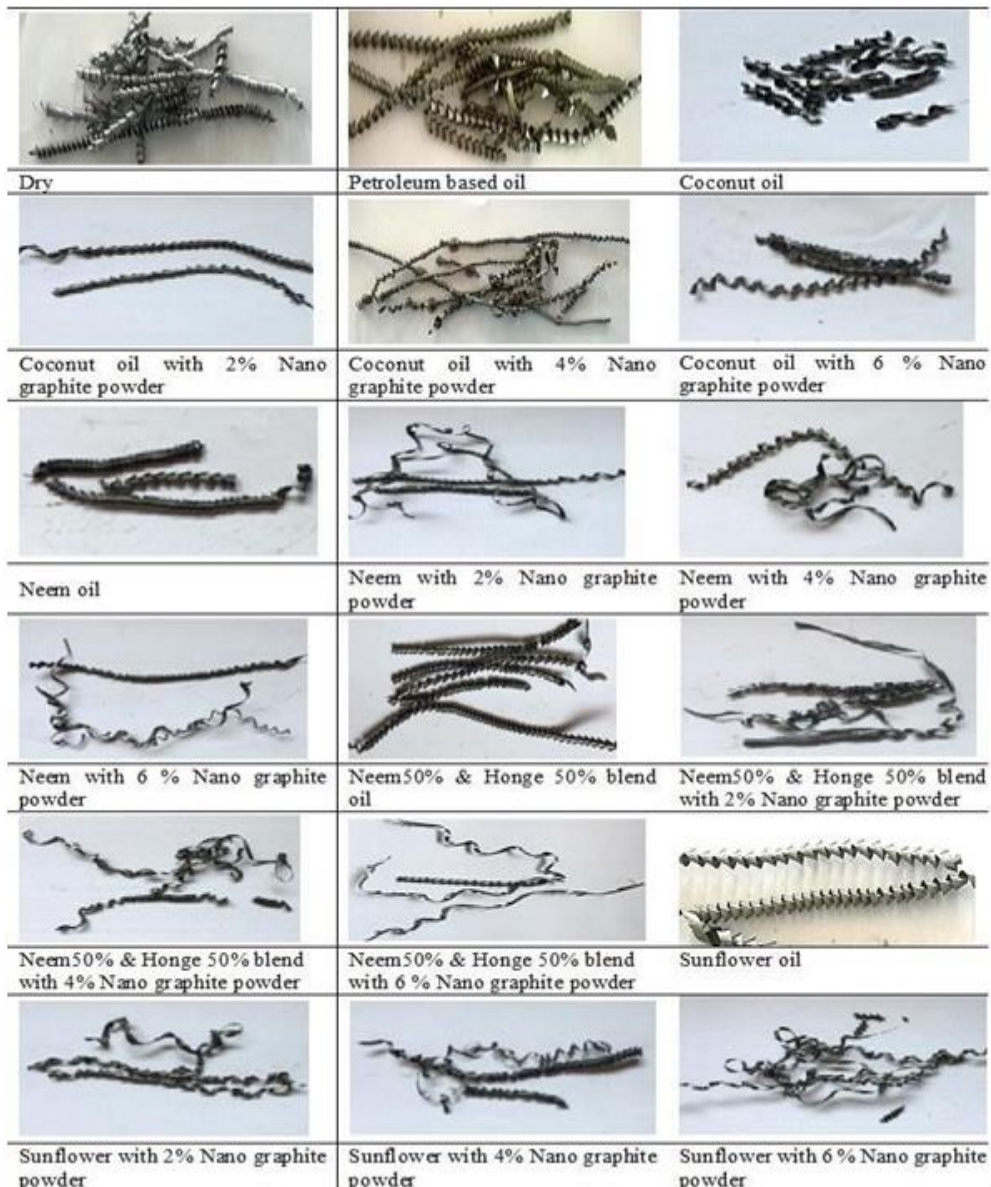 Dry
Petroleum based oil
Coconut oil
Coconut oil with 2% Nano
graphite powder
Coconut oil with 4% Nano
graphite powder
Coconut oil with 6 % Nano
graphite powder
Neem oil
Neem with 2% Nano graphite
powder
Neem with 4% Nano graphite
powder
Neem with 6 % Nano graphite
powder
Neem50% & Honge 50% blend
oil
Neem50% & Honge 50% blend
with 2% Nano graphite powder
Neem50% & Honge 50% blend
with 4% Nano graphite powder
Neem50% & Honge 50% blend
with 6 % Nano graphite powder
Sunflower oil
Sunflower with 2% Nano graphite
powder
Sunflower with 4% Nano graphite
powder
Sunflower with 6 % Nano graphite
powder